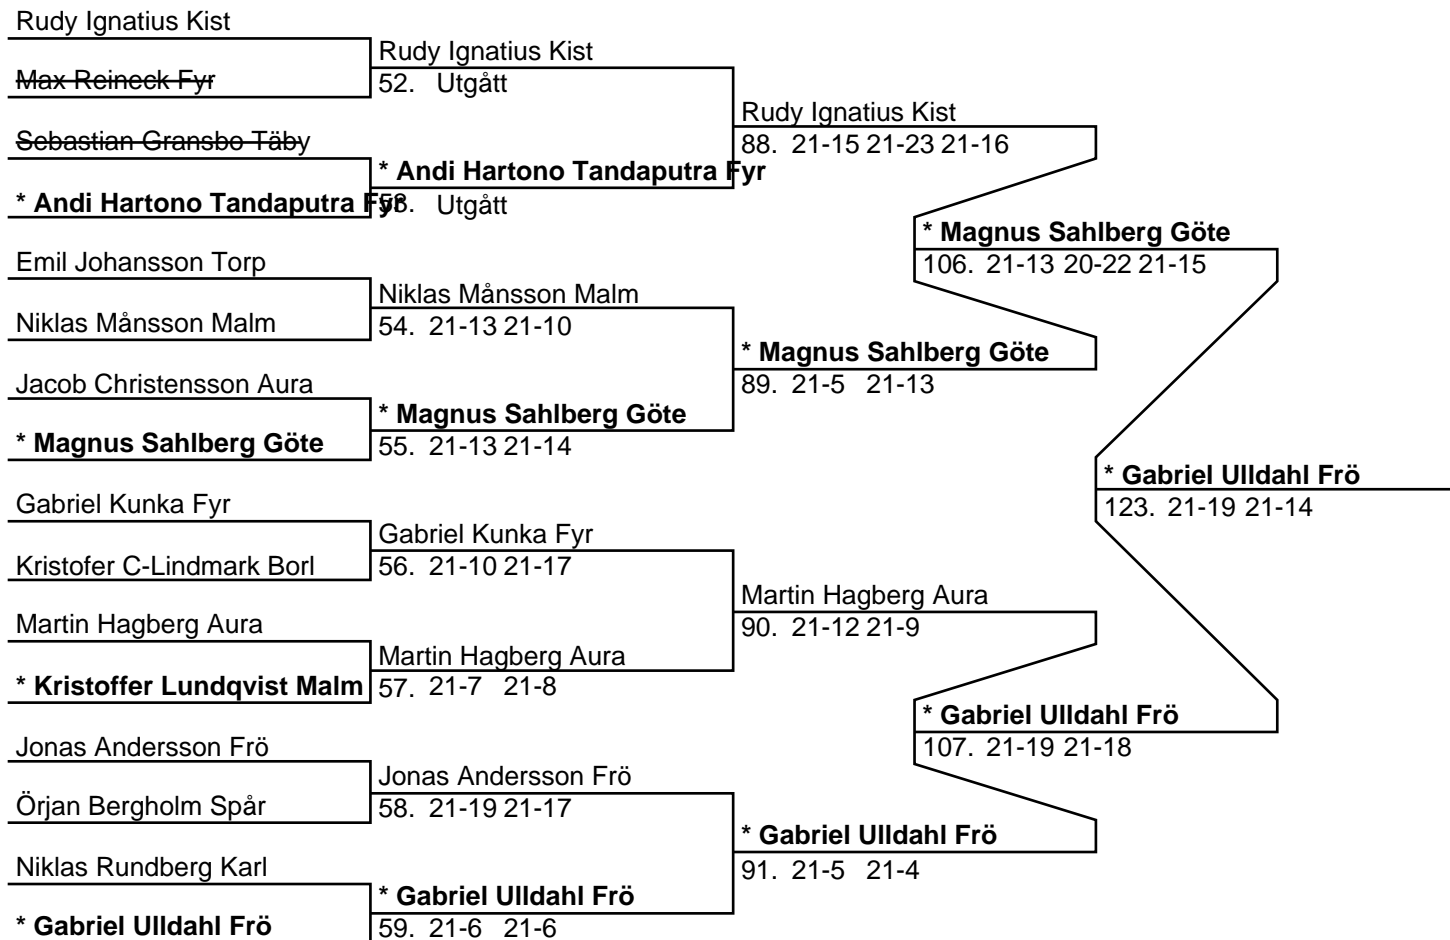 Rudy Ignatius Kist
Max Reineck Fyr
Sebastian Gransbo Täby
* Andi Hartono Tandaputra Fyr
Emil Johansson Torp
Niklas Månsson Malm
Jacob Christensson Aura
* Magnus Sahlberg Göte
Gabriel Kunka Fyr
Kristofer C-Lindmark Borl
Martin Hagberg Aura
* Kristoffer Lundqvist Malm
Jonas Andersson Frö
Örjan Bergholm Spår
Niklas Rundberg Karl
* Gabriel Ulldahl Frö
Rudy Ignatius Kist
52. Utgått
* Andi Hartono Tandaputra Fyr
53. Utgått
Niklas Månsson Malm
54. 21-13 21-10
* Magnus Sahlberg Göte
55. 21-13 21-14
Gabriel Kunka Fyr
56. 21-10 21-17
Martin Hagberg Aura
57. 21-7 21-8
Jonas Andersson Frö
58. 21-19 21-17
* Gabriel Ulldahl Frö
59. 21-6 21-6
Rudy Ignatius Kist
88. 21-15 21-23 21-16
* Magnus Sahlberg Göte
89. 21-5 21-13
Martin Hagberg Aura
90. 21-12 21-9
* Gabriel Ulldahl Frö
91. 21-5 21-4
* Magnus Sahlberg Göte
106. 21-13 20-22 21-15
* Gabriel Ulldahl Frö
107. 21-19 21-18
* Gabriel Ulldahl Frö
123. 21-19 21-14